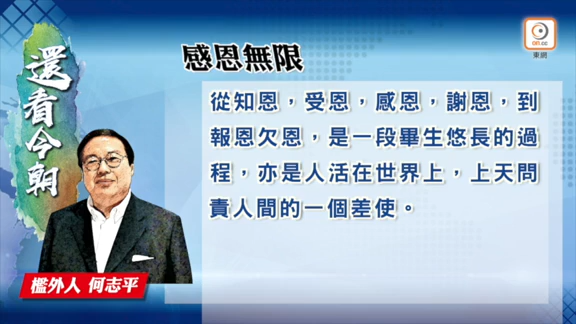 感恩無限
on.cc
東網
還看今朝
從知恩，受恩，感恩，謝恩，到
報恩欠恩，是一段畢生悠長的過
程，亦是人活在世界上，上天問
責人間的一個差使。
檻外人 何志平